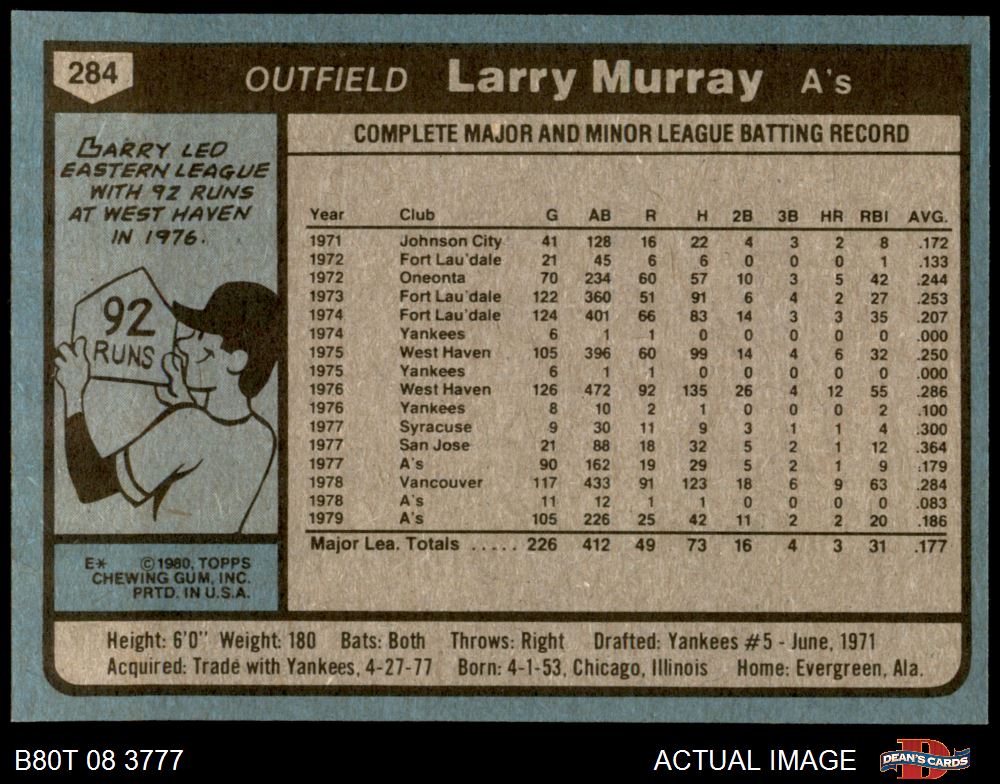 284 OUTFIELD Larry Murray A's
LARRY LED
EASTERN LEAGUE
WITH 92 RUNS
AT WEST HAVEN
IN 1976.
92
RUNS
E* ©1980, TOPPS
CHEWING GUM, INC.
PRTD. IN U.S.A.
COMPLETE MAJOR AND MINOR LEAGUE BATTING RECORD
Year Club G AB R H 2B 3B HR RBI AVG.
1971 Johnson City 41 128 16 22 4 3 2 8 .172
1972 Fort Lau'dale 21 45 6 6 0 0 0 1 .133
1972 Oneonta 70 234 60 57 10 3 5 42 .244
1973 Fort Lau'dale 122 360 51 91 6 4 2 27 .253
1974 Fort Lau'dale 124 401 66 83 14 3 3 35 .207
1974 Yankees 6 1 1 0 0 0 0 0 .000
1975 West Haven 105 396 60 99 14 4 6 32 .250
1975 Yankees 6 1 1 0 0 0 0 0 .000
1976 West Haven 126 472 92 135 26 4 12 55 .286
1976 Yankees 8 10 2 1 0 0 0 2 .100
1977 Syracuse 9 30 11 9 3 1 1 4 .300
1977 San Jose 21 88 18 32 5 2 1 12 .364
1977 A's 90 162 19 29 5 2 1 9 .179
1978 Vancouver 117 433 91 123 18 6 9 63 .284
1978 A's 11 12 1 1 0 0 0 0 .083
1979 A's 105 226 25 42 11 2 2 20 .186
Major Lea. Totals ..... 226 412 49 73 16 4 3 31 .177
Height: 6'0" Weight: 180 Bats: Both Throws: Right Drafted: Yankees #5 - June, 1971
Acquired: Trade with Yankees, 4-27-77 Born: 4-1-53, Chicago, Illinois Home: Evergreen, Ala.
B80T 08 3777 ACTUAL IMAGE D DEAN'S CARDS